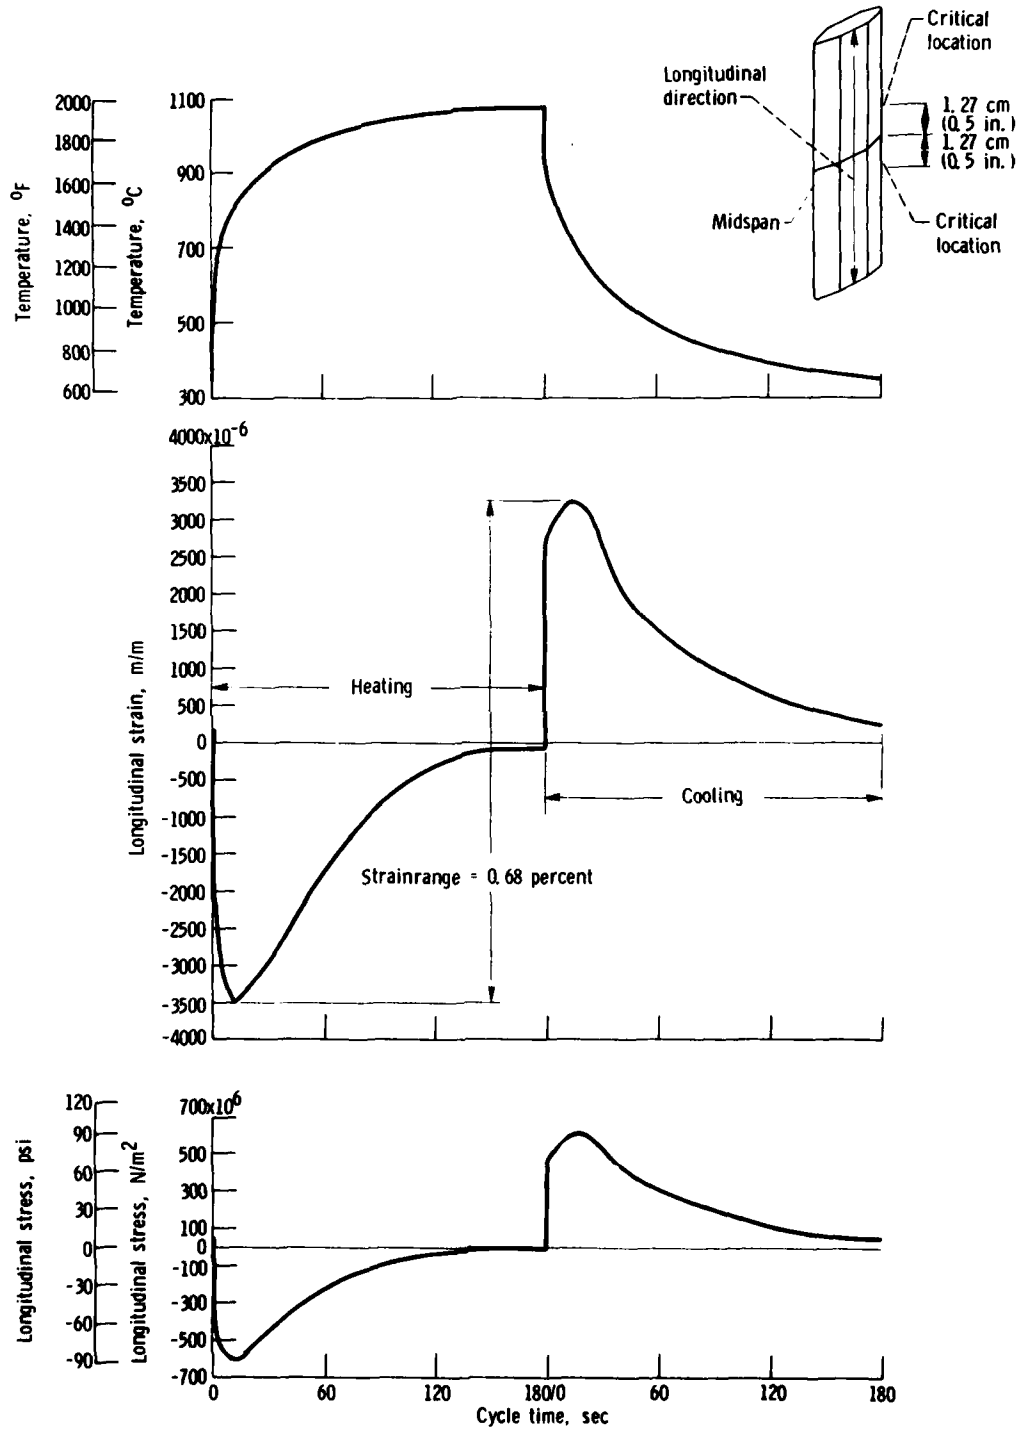 Critical
location
Longitudinal
direction
1.27 cm
(0.5 in.)
1.27 cm
(0.5 in.)
Midspan
Critical
location
Temperature, °F
2000
1800
1600
1400
1200
1000
800
600
Temperature, °C
1100
900
700
500
300
4000x10-6
3500
3000
2500
2000
1500
1000
500
0
-500
-1000
-1500
-2000
-2500
-3000
-3500
-4000
Longitudinal strain, m/m
Heating
Cooling
Strainrange = 0.68 percent
Longitudinal stress, psi
120
90
60
30
0
-30
-60
-90
Longitudinal stress, N/m2
700x106
500
300
100
0
-100
-300
-500
-700
0 60 120 180/0 60 120 180
Cycle time, sec